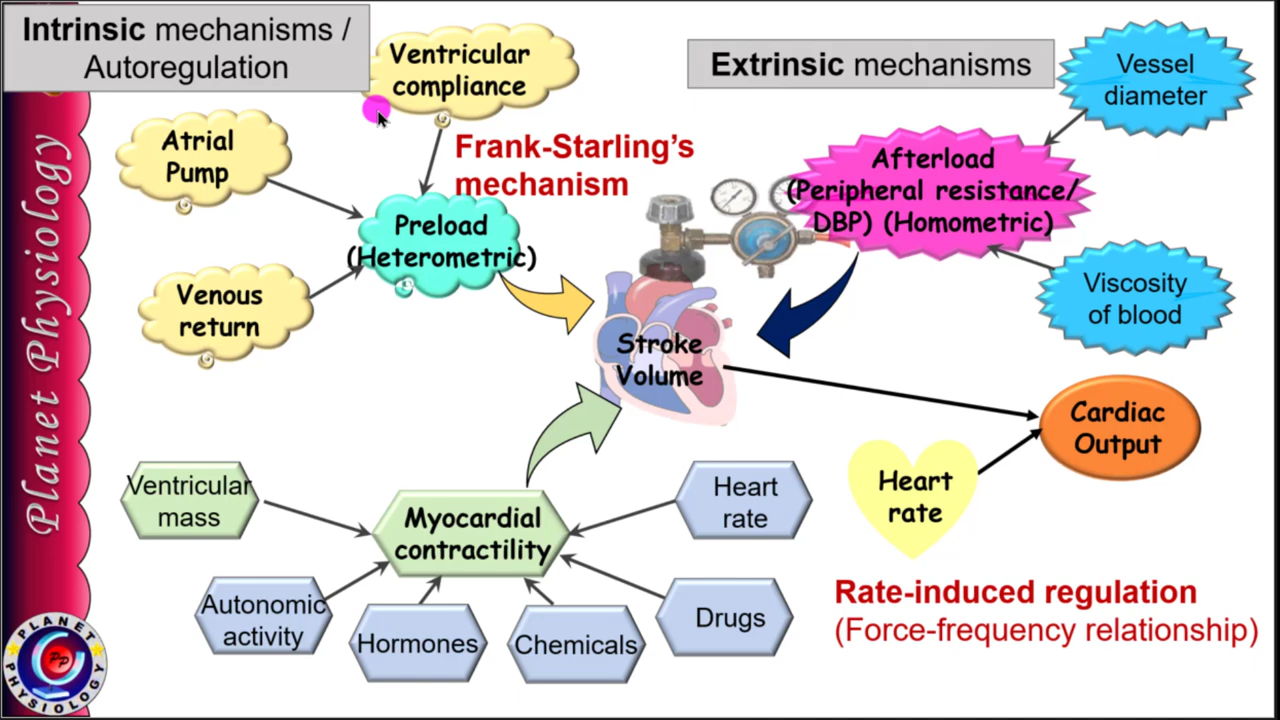 Intrinsic mechanisms /
Autoregulation
Ventricular
compliance
Extrinsic mechanisms
Vessel
diameter
Atrial
Pump
Frank-Starling’s
mechanism
Afterload
(Peripheral resistance/
DBP) (Homometric)
Preload
(Heterometric)
Venous
return
Viscosity
of blood
Stroke
Volume
Cardiac
Output
Heart
rate
Ventricular
mass
Myocardial
contractility
Heart
rate
Autonomic
activity
Hormones
Chemicals
Drugs
Rate-induced regulation
(Force-frequency relationship)
Planet Physiology
PLANET
PHYSIOLOGY
PP